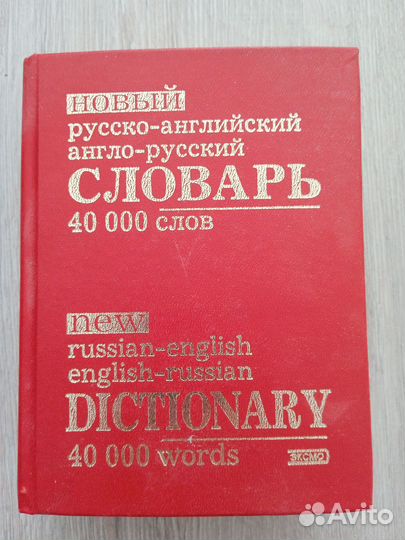 новый
русско-английский
англо-русский
СЛОВАРЬ
40 000 слов
new
russian-english
english-russian
DICTIONARY
40 000 words
ЭКСМО
Avito